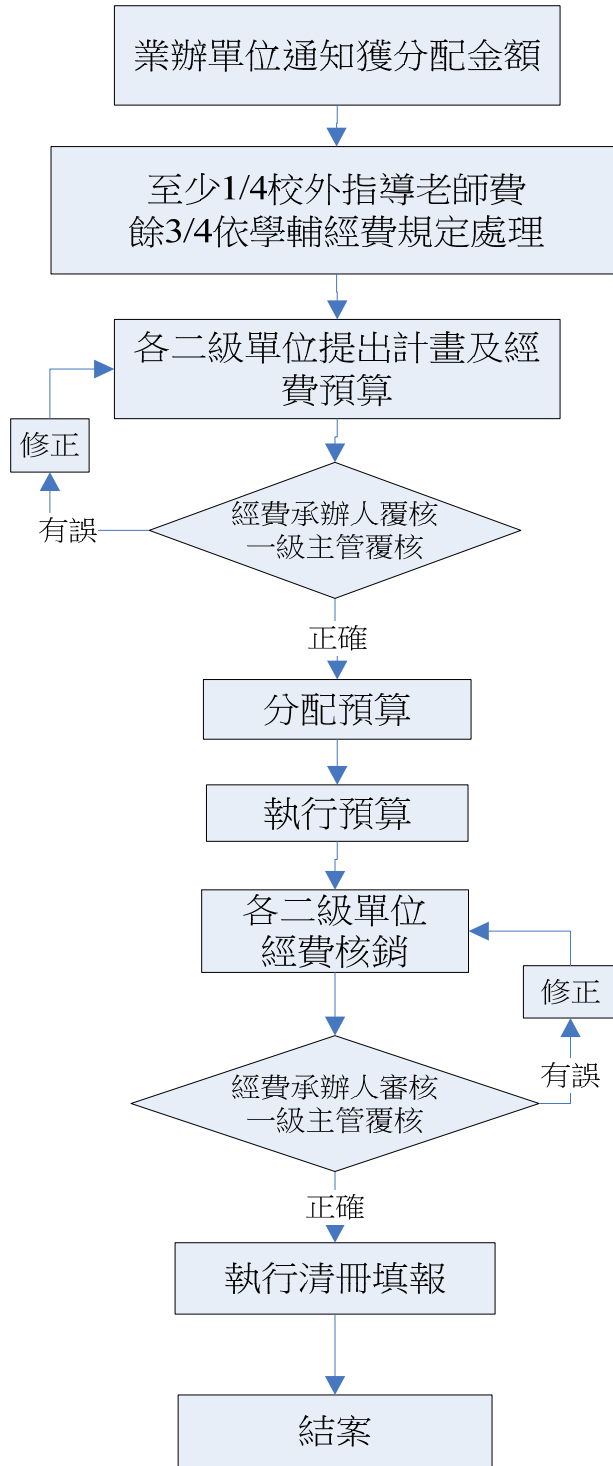 業辦單位通知獲分配金額
至少1/4校外指導老師費
餘3/4依學輔經費規定處理
各二級單位提出計畫及經
費預算
修正
有誤
經費承辦人覆核
一級主管覆核
正確
分配預算
執行預算
各二級單位
經費核銷
修正
有誤
經費承辦人審核
一級主管覆核
正確
執行清冊填報
結案